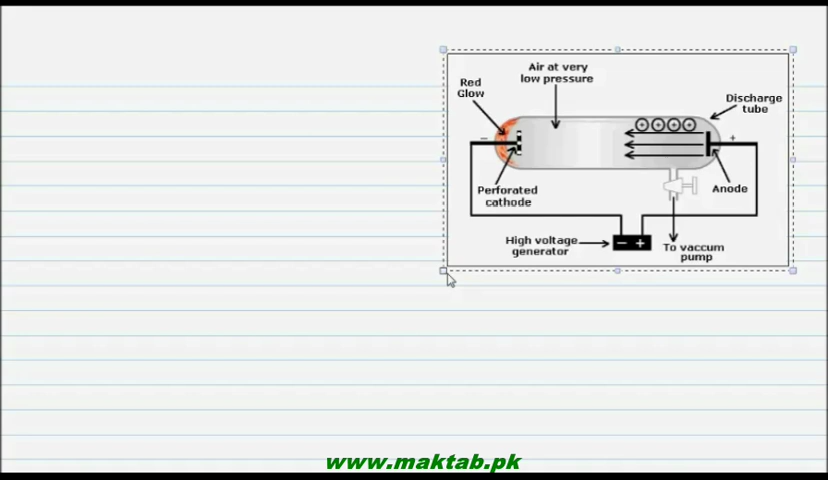 Air at very
low pressure
Red
Glow
Discharge
tube
−
+
Perforated
cathode
Anode
High voltage
generator
− +
To vaccum
pump
www.maktab.pk